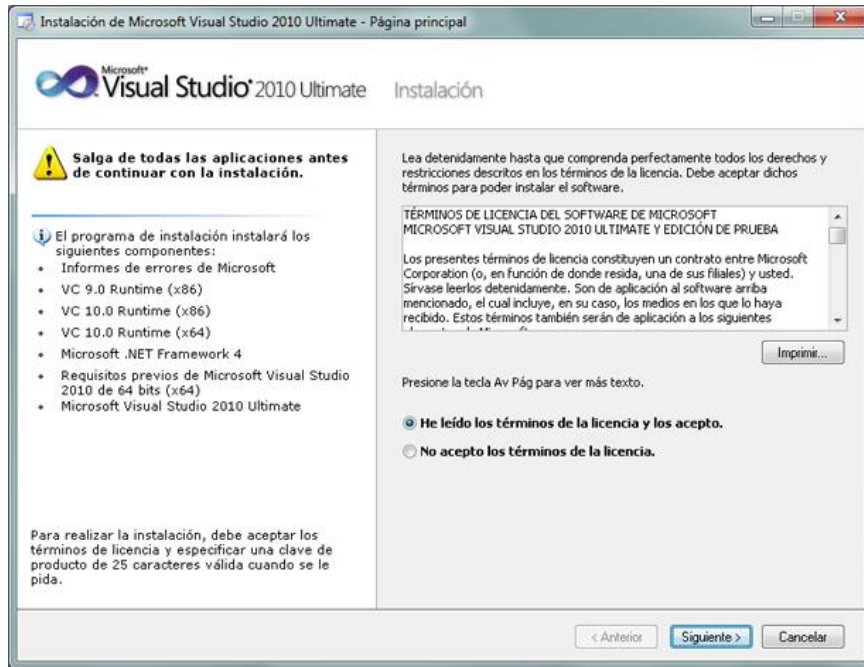 Instalación de Microsoft Visual Studio 2010 Ultimate - Página principal
Microsoft®
Visual Studio® 2010 Ultimate Instalación
Salga de todas las aplicaciones antes
de continuar con la instalación.
El programa de instalación instalará los
siguientes componentes:
• Informes de errores de Microsoft
• VC 9.0 Runtime (x86)
• VC 10.0 Runtime (x86)
• VC 10.0 Runtime (x64)
• Microsoft .NET Framework 4
• Requisitos previos de Microsoft Visual Studio
2010 de 64 bits (x64)
• Microsoft Visual Studio 2010 Ultimate
Para realizar la instalación, debe aceptar los
términos de licencia y especificar una clave de
producto de 25 caracteres válida cuando se le
pida.
Lea detenidamente hasta que comprenda perfectamente todos los derechos y
restricciones descritos en los términos de la licencia. Debe aceptar dichos
términos para poder instalar el software.
TÉRMINOS DE LICENCIA DEL SOFTWARE DE MICROSOFT
MICROSOFT VISUAL STUDIO 2010 ULTIMATE Y EDICIÓN DE PRUEBA
Los presentes términos de licencia constituyen un contrato entre Microsoft
Corporation (o, en función de donde resida, una de sus filiales) y usted.
Sírvase leerlos detenidamente. Son de aplicación al software arriba
mencionado, el cual incluye, en su caso, los medios en los que lo haya
recibido. Estos términos también serán de aplicación a los siguientes
Imprimir...
Presione la tecla Av Pág para ver más texto.
He leído los términos de la licencia y los acepto.
No acepto los términos de la licencia.
< Anterior
Siguiente >
Cancelar